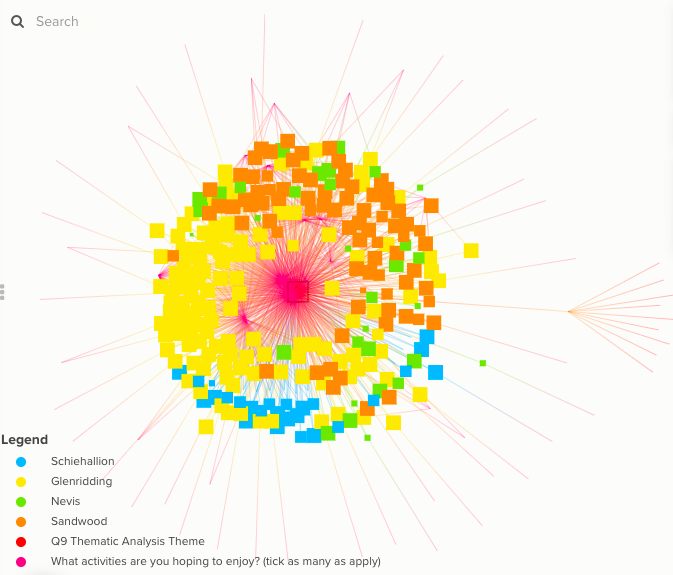 Search
Legend
Schiehallion
Glenridding
Nevis
Sandwood
Q9 Thematic Analysis Theme
What activities are you hoping to enjoy? (tick as many as apply)